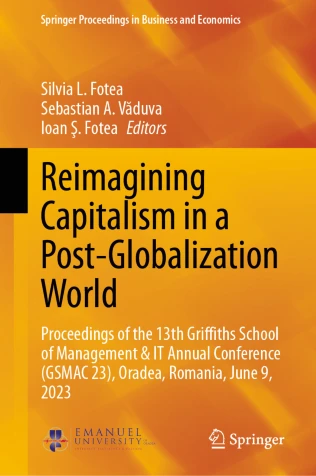 Springer Proceedings in Business and Economics
Silvia L. Fotea
Sebastian A. Văduva
Ioan Ş. Fotea Editors
Reimagining
Capitalism in a
Post-Globalization
World
Proceedings of the 13th Griffiths School
of Management & IT Annual Conference
(GSMAC 23), Oradea, Romania, June 9,
2023
EMANUEL
UNIVERSITY
Springer